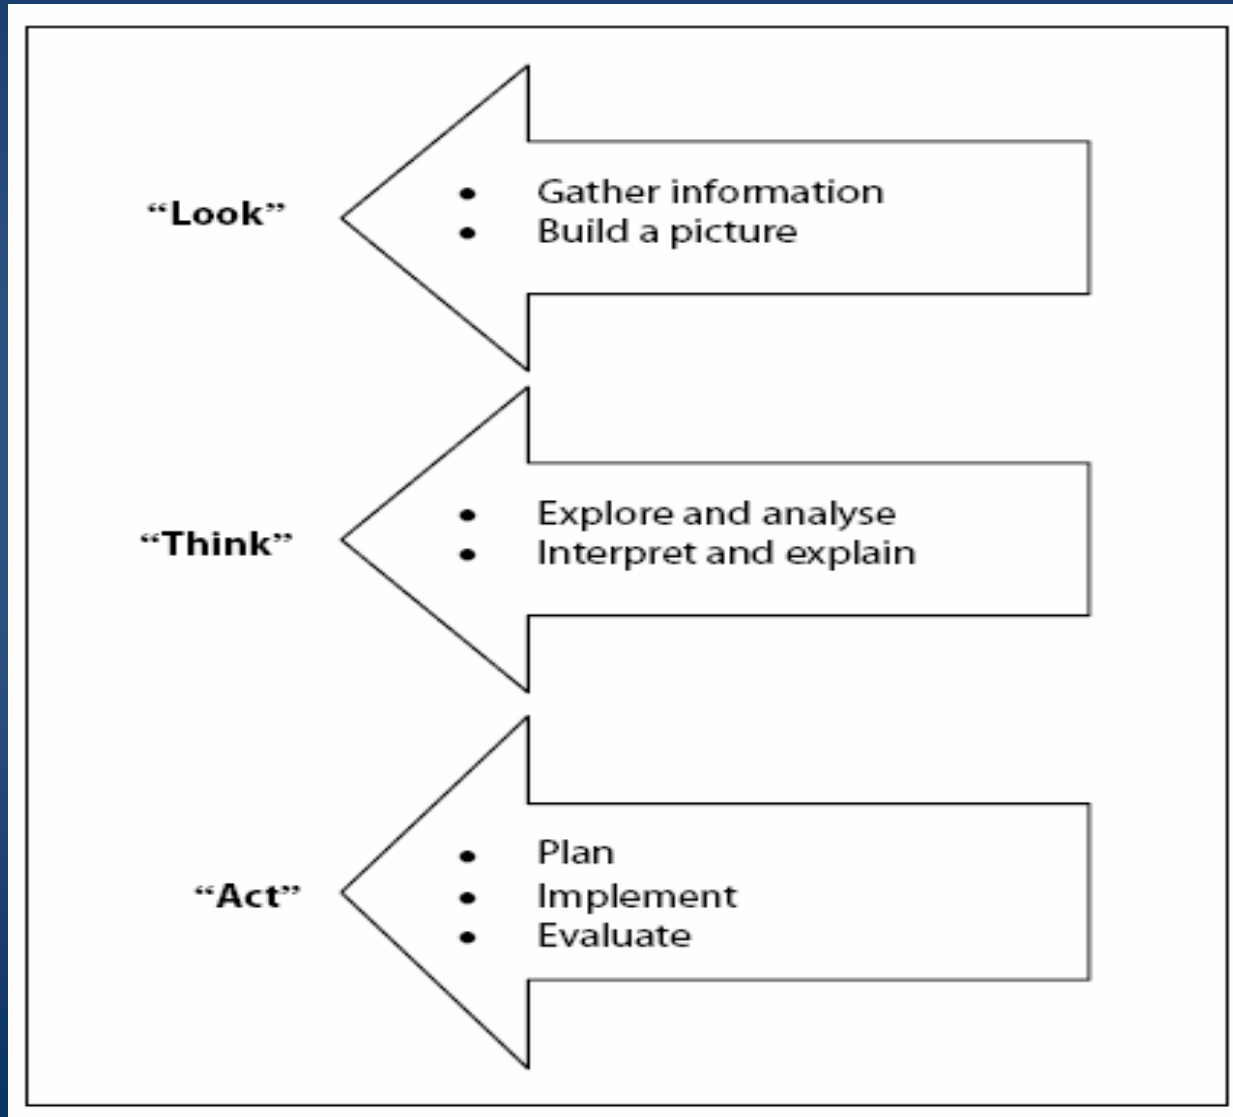 “Look”
• Gather information
• Build a picture
“Think”
• Explore and analyse
• Interpret and explain
“Act”
• Plan
• Implement
• Evaluate